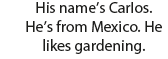 His name's Carlos.
He's from Mexico. He
likes gardening.